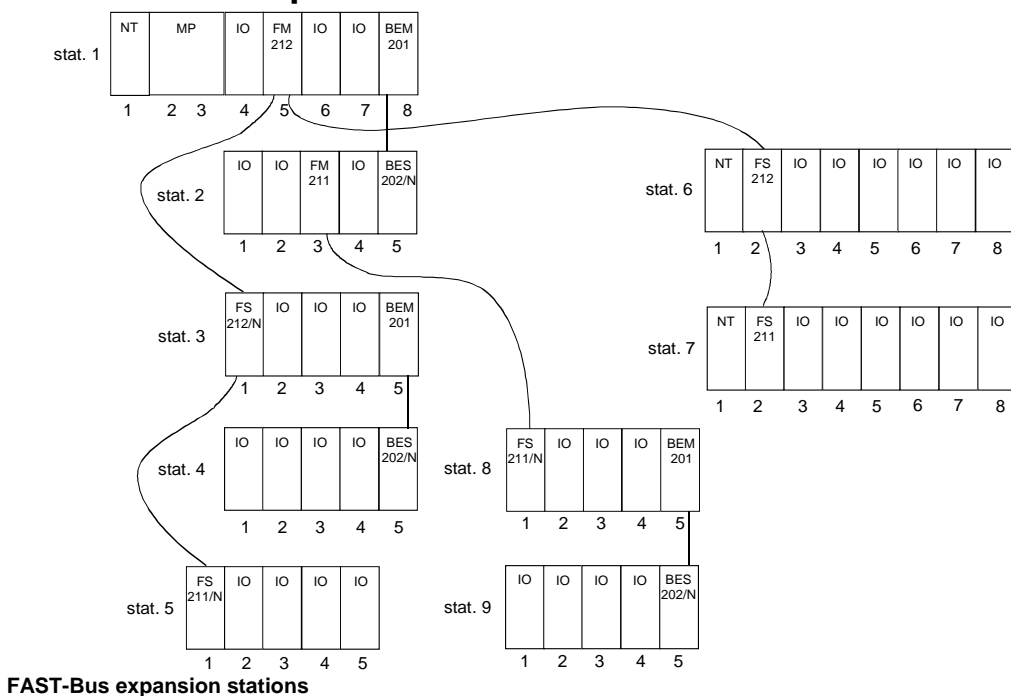 stat. 1
NT MP IO FM 212 IO IO BEM 201
1 2 3 4 5 6 7 8
stat. 2
IO IO FM 211 IO BES 202/N
1 2 3 4 5
stat. 6
NT FS 212 IO IO IO IO IO IO
1 2 3 4 5 6 7 8
stat. 3
FS 212/N IO IO IO BEM 201
1 2 3 4 5
stat. 7
NT FS 211 IO IO IO IO IO IO
1 2 3 4 5 6 7 8
stat. 4
IO IO IO IO BES 202/N
1 2 3 4 5
stat. 8
FS 211/N IO IO IO BEM 201
1 2 3 4 5
stat. 5
FS 211/N IO IO IO IO
1 2 3 4 5
stat. 9
IO IO IO IO BES 202/N
1 2 3 4 5
FAST-Bus expansion stations